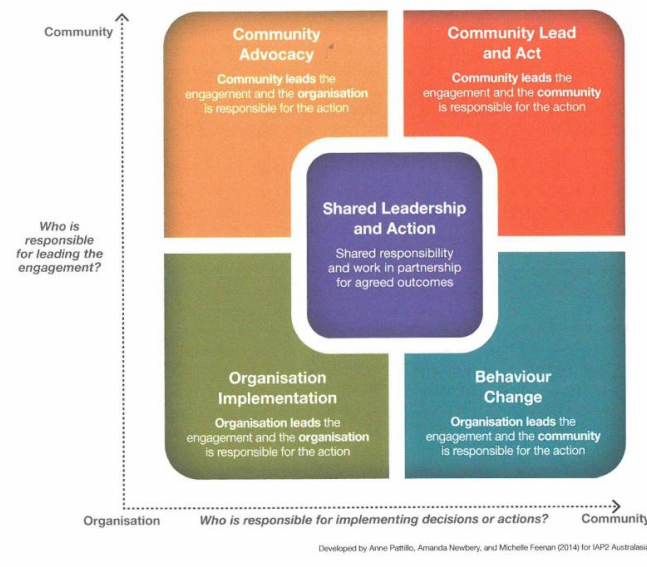 Community
Community
Advocacy
Community leads the
engagement and the organisation
is responsible for the action
Community Lead
and Act
Community leads the
engagement and the community
is responsible for the action
Who is
responsible
for leading the
engagement?
Shared Leadership
and Action
Shared responsibility
and work in partnership
for agreed outcomes
Organisation
Implementation
Organisation leads the
engagement and the organisation
is responsible for the action
Behaviour
Change
Organisation leads the
engagement and the community
is responsible for the action
Organisation
Who is responsible for implementing decisions or actions?
Community
Developed by Anne Pattillo, Amanda Newbery, and Michelle Feenan (2014) for IAP2 Australasia